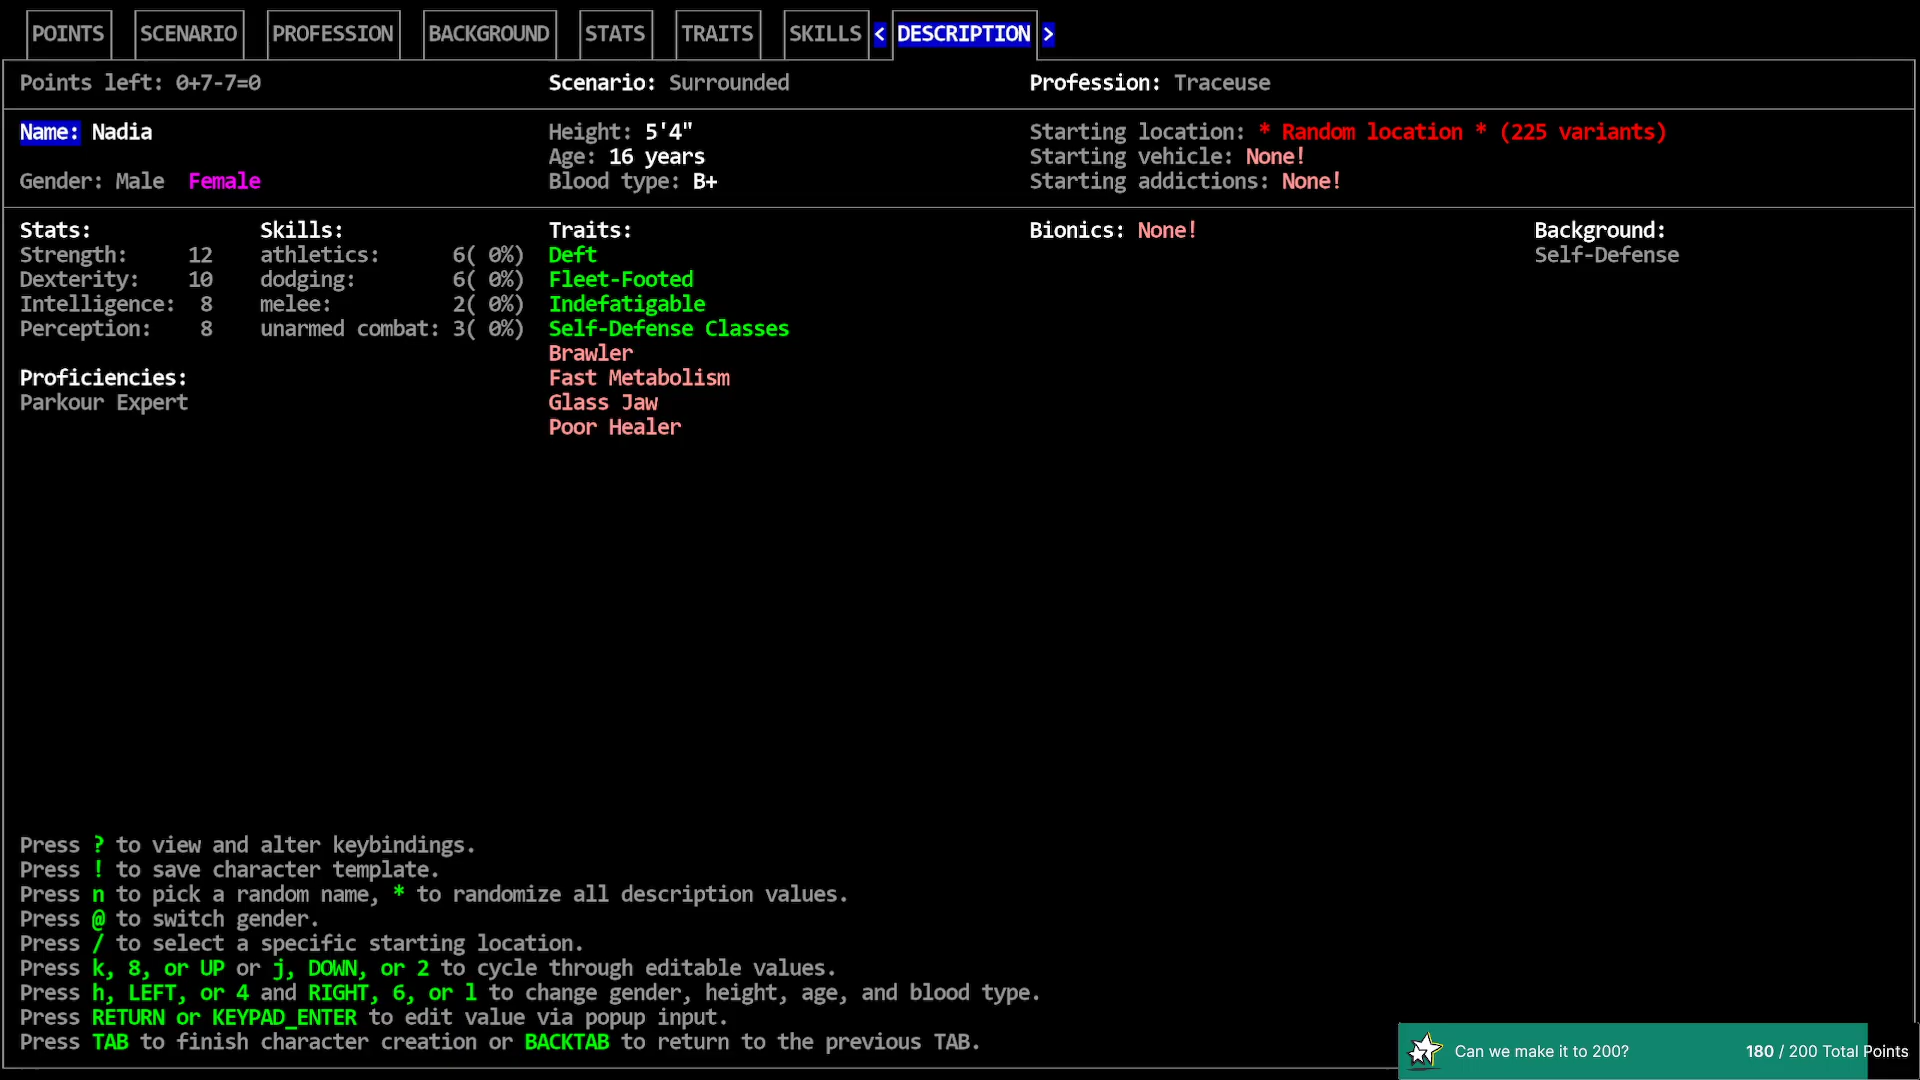 POINTS SCENARIO PROFESSION BACKGROUND STATS TRAITS SKILLS < DESCRIPTION >
Points left: 0+7-7=0 Scenario: Surrounded Profession: Traceuse
Name: Nadia Height: 5'4" Starting location: * Random location * (225 variants)
Age: 16 years Starting vehicle: None!
Gender: Male Female Blood type: B+ Starting addictions: None!
Stats: Skills: Traits: Bionics: None! Background:
Strength: 12 athletics: 6( 0%) Deft Self-Defense
Dexterity: 10 dodging: 6( 0%) Fleet-Footed
Intelligence: 8 melee: 2( 0%) Indefatigable
Perception: 8 unarmed combat: 3( 0%) Self-Defense Classes
Brawler
Proficiencies: Fast Metabolism
Parkour Expert Glass Jaw
Poor Healer
Press ? to view and alter keybindings.
Press ! to save character template.
Press n to pick a random name, * to randomize all description values.
Press @ to switch gender.
Press / to select a specific starting location.
Press k, 8, or UP or j, DOWN, or 2 to cycle through editable values.
Press h, LEFT, or 4 and RIGHT, 6, or l to change gender, height, age, and blood type.
Press RETURN or KEYPAD_ENTER to edit value via popup input.
Press TAB to finish character creation or BACKTAB to return to the previous TAB.
Can we make it to 200? 180 / 200 Total Points